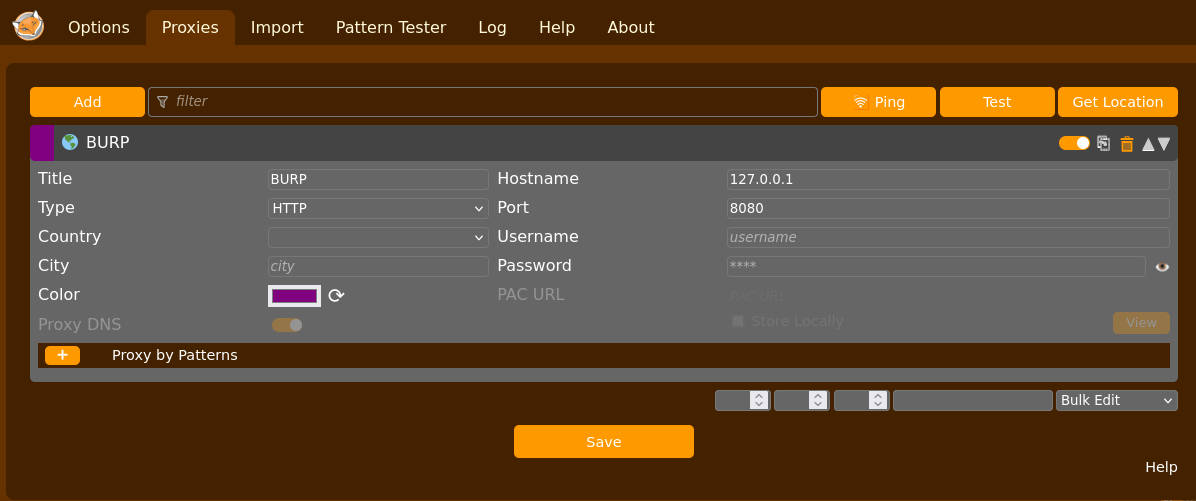 Options Proxies Import Pattern Tester Log Help About
Add filter Ping Test Get Location
BURP
Title BURP Hostname 127.0.0.1
Type HTTP Port 8080
Country Username username
City city Password ****
Color PAC URL PAC URL
Proxy DNS Store Locally View
+ Proxy by Patterns
Bulk Edit
Save
Help